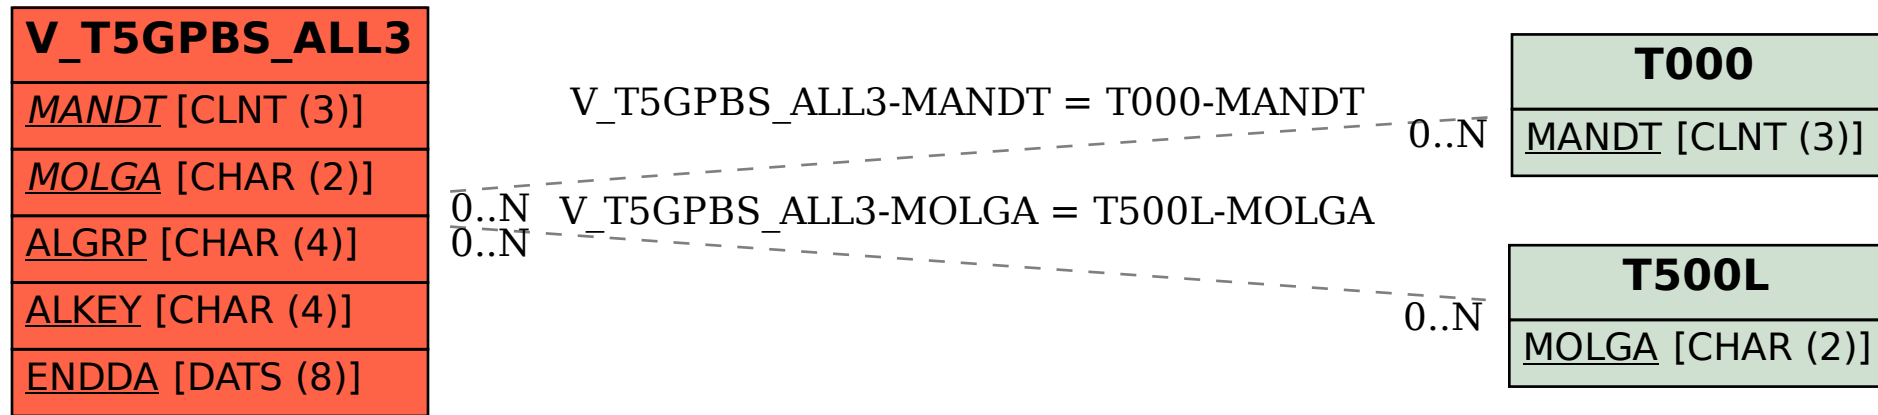 V_T5GPBS_ALL3
MANDT [CLNT (3)]
MOLGA [CHAR (2)]
ALGRP [CHAR (4)]
ALKEY [CHAR (4)]
ENDDA [DATS (8)]
V_T5GPBS_ALL3-MANDT = T000-MANDT
0..N
0..N
V_T5GPBS_ALL3-MOLGA = T500L-MOLGA
0..N
0..N
T000
MANDT [CLNT (3)]
T500L
MOLGA [CHAR (2)]